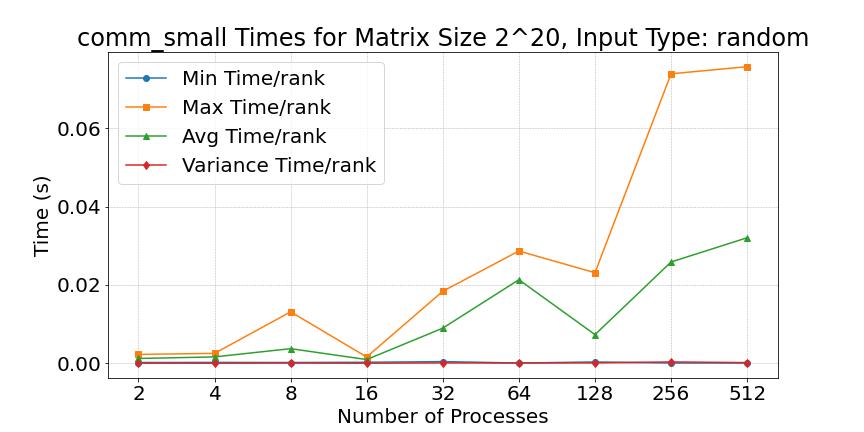 comm_small Times for Matrix Size 2^20, Input Type: random
Min Time/rank
Max Time/rank
Avg Time/rank
Variance Time/rank
Time (s)
0.06
0.04
0.02
0.00
2 4 8 16 32 64 128 256 512
Number of Processes